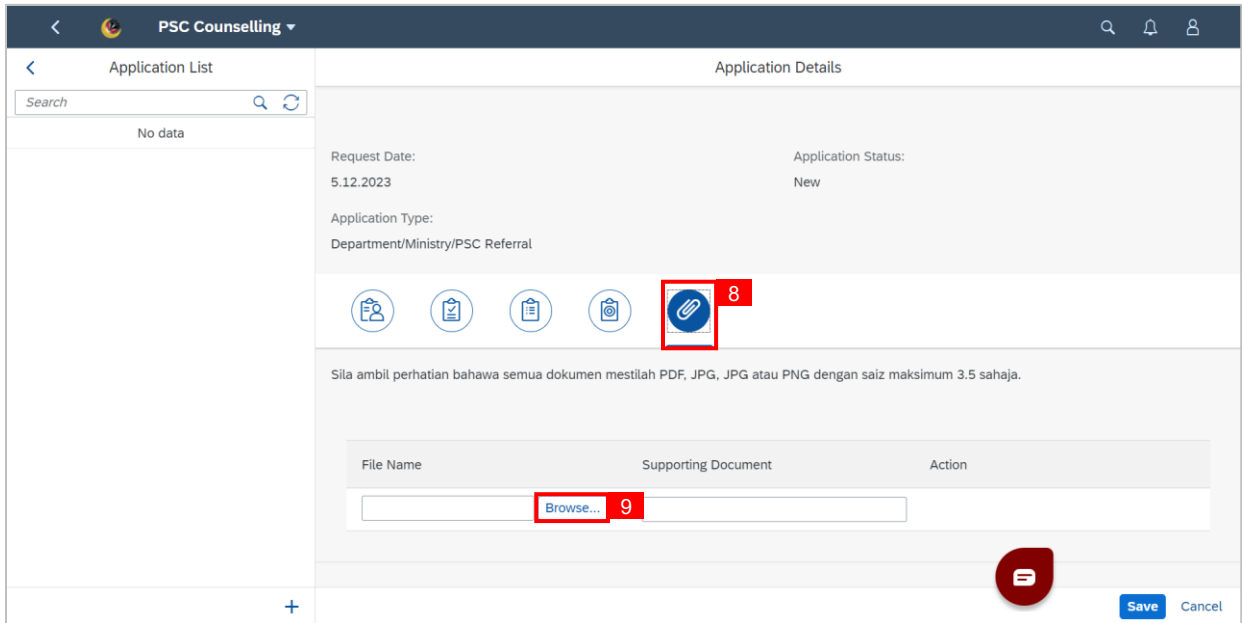 PSC Counselling
Application List
Application Details
Search
No data
Request Date:
Application Status:
5.12.2023
New
Application Type:
Department/Ministry/PSC Referral
8
Sila ambil perhatian bahawa semua dokumen mestilah PDF, JPG, JPG atau PNG dengan saiz maksimum 3.5 sahaja.
File Name Supporting Document Action
Browse... 9
+
Save Cancel